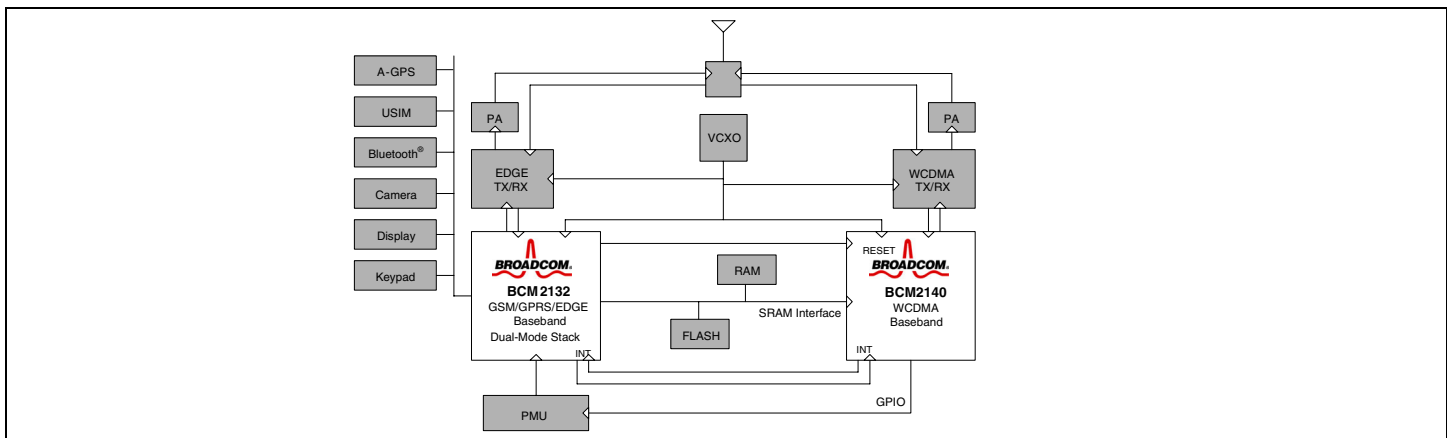 A-GPS
USIM
Bluetooth®
Camera
Display
Keypad
PA
VCXO
PA
EDGE
TX/RX
WCDMA
TX/RX
BROADCOM®
BCM2132
GSM/GPRS/EDGE
Baseband
Dual-Mode Stack
INT
RAM
SRAM Interface
FLASH
RESET
BROADCOM®
BCM2140
WCDMA
Baseband
INT
GPIO
PMU